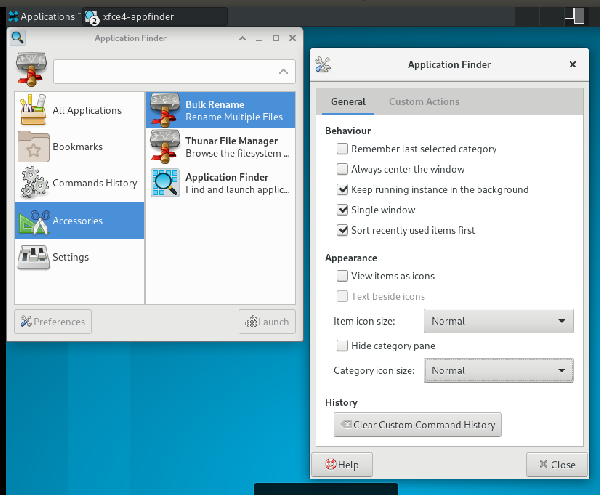 Applications
2
xfce4-appfinder
Application Finder
All Applications
Bookmarks
Commands History
Accessories
Settings
Bulk Rename
Rename Multiple Files
Thunar File Manager
Browse the filesystem ...
Application Finder
Find and launch applic...
Preferences
Launch
Application Finder
General
Custom Actions
Behaviour
Remember last selected category
Always center the window
Keep running instance in the background
Single window
Sort recently used items first
Appearance
View items as icons
Text beside icons
Item icon size: Normal
Hide category pane
Category icon size: Normal
History
Clear Custom Command History
Help
Close